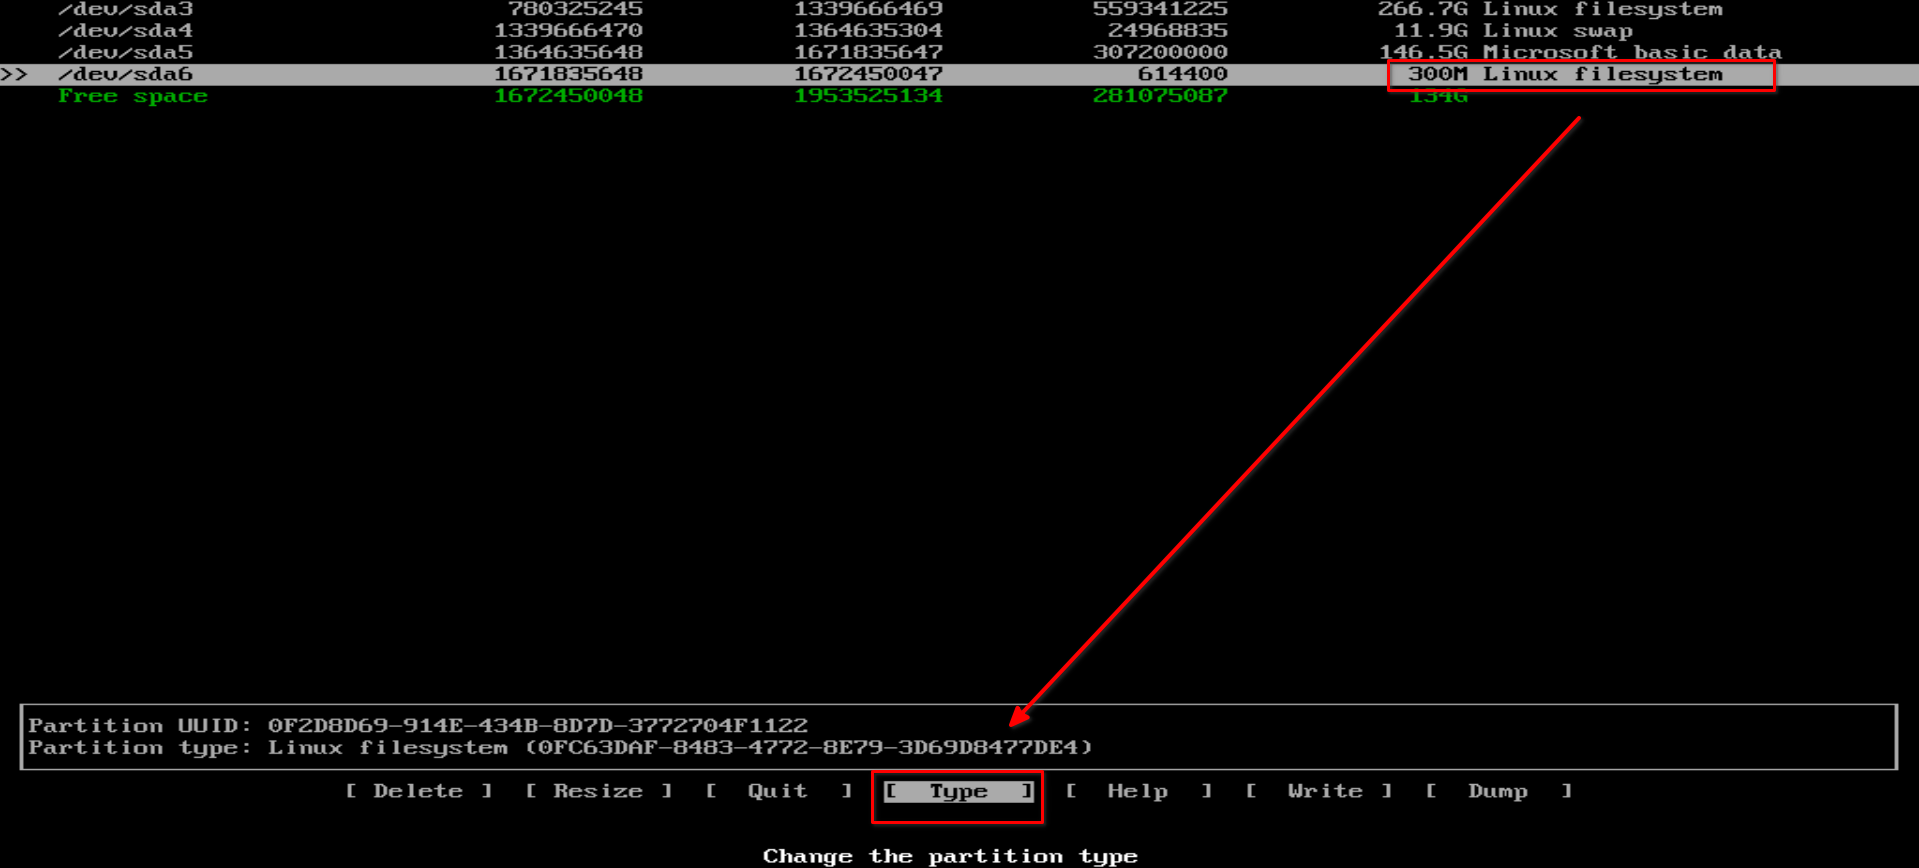 /dev/sda3 780325245 1339666469 559341225 266.7G Linux filesystem
/dev/sda4 1339666470 1364635304 24968835 11.9G Linux swap
/dev/sda5 1364635648 1671835647 307200000 146.5G Microsoft basic data
>> /dev/sda6 1671835648 1672450047 614400 300M Linux filesystem
Free space 1672450048 1953525134 281075087 134G
Partition UUID: 0F2D8D69-914E-434B-8D7D-3772704F1122
Partition type: Linux filesystem (0FC63DAF-8483-4772-8E79-3D69D8477DE4)
[ Delete ] [ Resize ] [ Quit ] [ Type ] [ Help ] [ Write ] [ Dump ]
Change the partition type